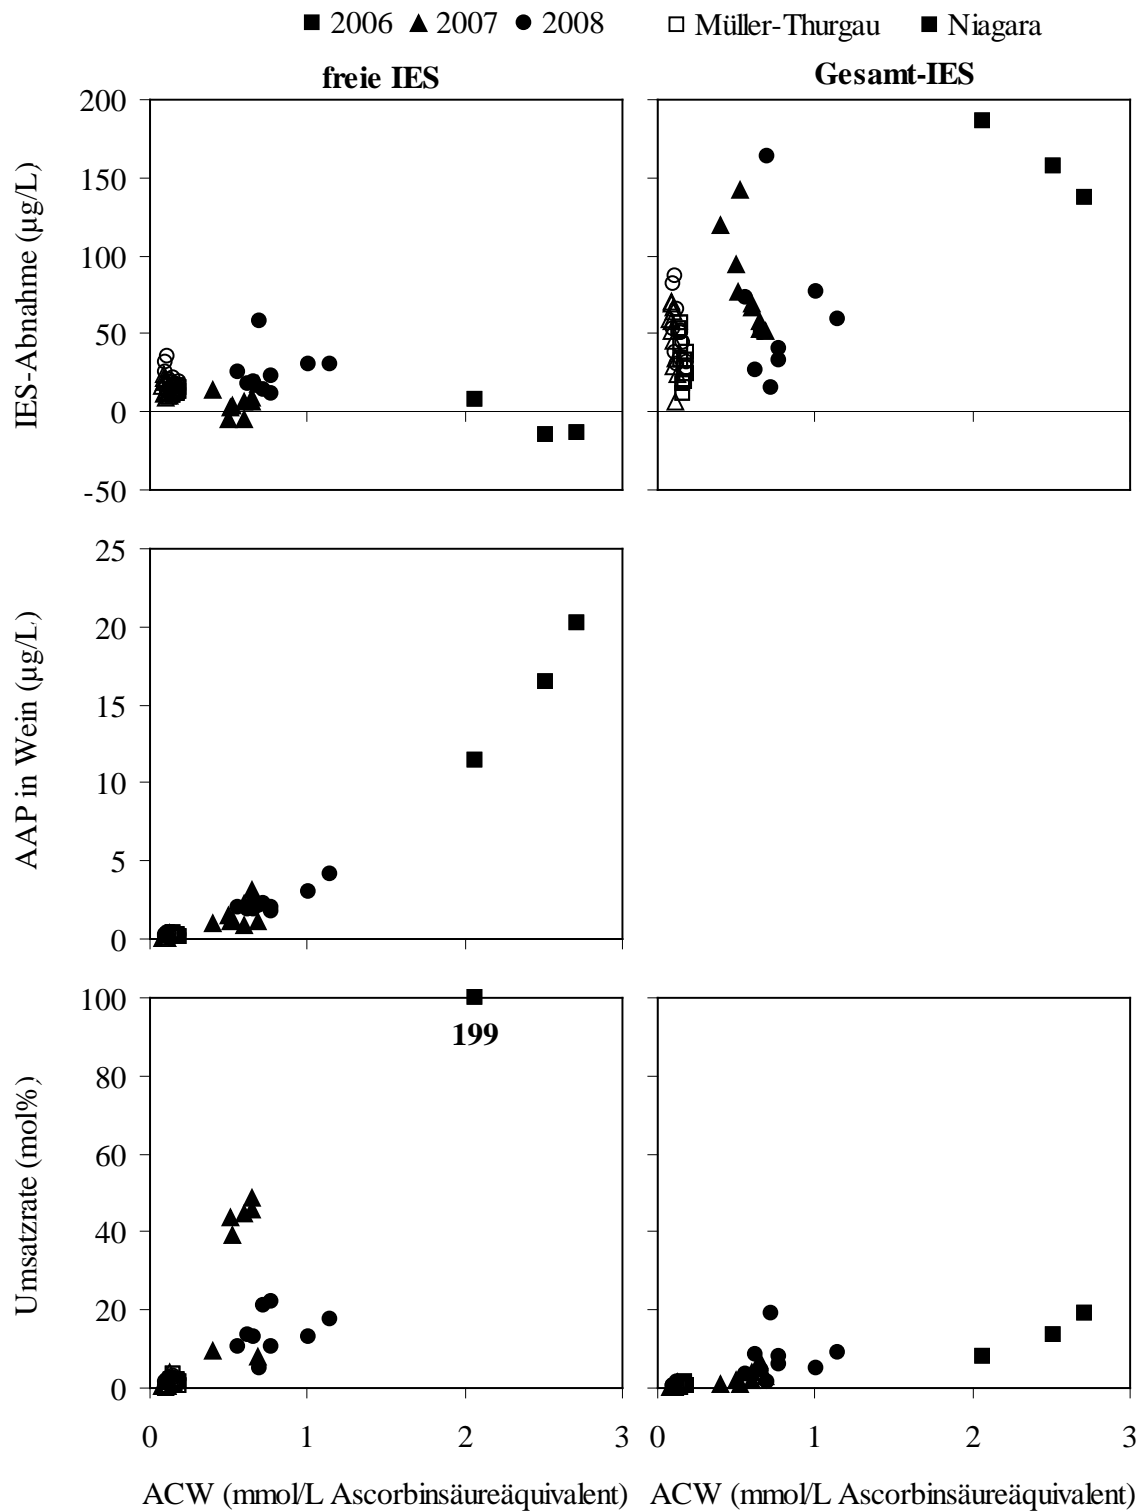 ■ 2006 ▲ 2007 ● 2008 □ Müller-Thurgau ■ Niagara
freie IES
Gesamt-IES
IES-Abnahme (µg/L)
200
150
100
50
0
-50
AAP in Wein (µg/L)
25
20
15
10
5
0
Umsatzrate (mol%)
100
80
60
40
20
0
199
0 1 2 3
0 1 2 3
ACW (mmol/L Ascorbinsäureäquivalent)
ACW (mmol/L Ascorbinsäureäquivalent)